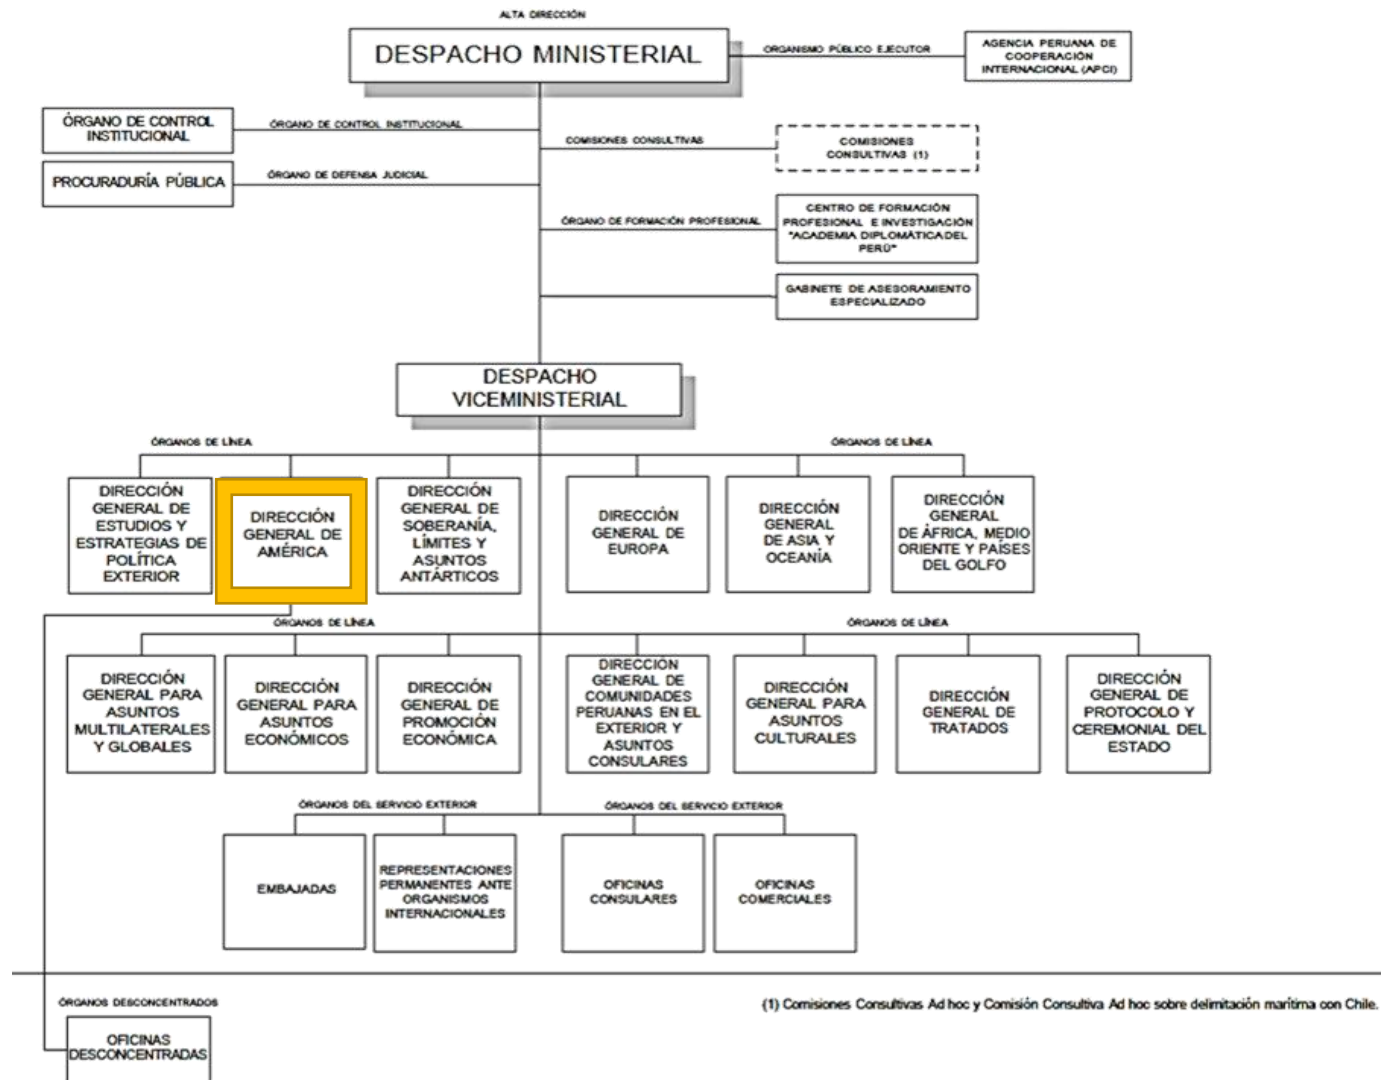 ALTA DIRECCIÓN
DESPACHO MINISTERIAL
ORGANISMO PÚBLICO EJECUTOR
AGENCIA PERUANA DE
COOPERACIÓN
INTERNACIONAL (APCI)
ÓRGANO DE CONTROL
INSTITUCIONAL
ÓRGANO DE CONTROL INSTITUCIONAL
COMISIONES CONSULTIVAS
COMISIONES
CONSULTIVAS (1)
PROCURADURÍA PÚBLICA
ÓRGANO DE DEFENSA JUDICIAL
ÓRGANO DE FORMACIÓN PROFESIONAL
CENTRO DE FORMACIÓN
PROFESIONAL E INVESTIGACIÓN
"ACADEMIA DIPLOMÁTICA DEL
PERÚ"
GABINETE DE ASESORAMIENTO
ESPECIALIZADO
DESPACHO
VICEMINISTERIAL
ÓRGANOS DE LÍNEA
ÓRGANOS DE LÍNEA
DIRECCIÓN
GENERAL DE
ESTUDIOS Y
ESTRATEGIAS DE
POLÍTICA
EXTERIOR
DIRECCIÓN
GENERAL DE
AMÉRICA
DIRECCIÓN
GENERAL DE
SOBERANÍA,
LÍMITES Y
ASUNTOS
ANTÁRTICOS
DIRECCIÓN
GENERAL DE
EUROPA
DIRECCIÓN
GENERAL
DE ASIA Y
OCEANÍA
DIRECCIÓN
GENERAL
DE ÁFRICA, MEDIO
ORIENTE Y PAÍSES
DEL GOLFO
ÓRGANOS DE LÍNEA
ÓRGANOS DE LÍNEA
DIRECCIÓN
GENERAL PARA
ASUNTOS
MULTILATERALES
Y GLOBALES
DIRECCIÓN
GENERAL PARA
ASUNTOS
ECONÓMICOS
DIRECCIÓN
GENERAL DE
PROMOCIÓN
ECONÓMICA
DIRECCIÓN
GENERAL DE
COMUNIDADES
PERUANAS EN EL
EXTERIOR Y
ASUNTOS
CONSULARES
DIRECCIÓN
GENERAL PARA
ASUNTOS
CULTURALES
DIRECCIÓN
GENERAL DE
TRATADOS
DIRECCIÓN
GENERAL DE
PROTOCOLO Y
CEREMONIAL DEL
ESTADO
ÓRGANOS DEL SERVICIO EXTERIOR
ÓRGANOS DEL SERVICIO EXTERIOR
EMBAJADAS
REPRESENTACIONES
PERMANENTES ANTE
ORGANISMOS
INTERNACIONALES
OFICINAS
CONSULARES
OFICINAS
COMERCIALES
ÓRGANOS DESCONCENTRADOS
(1) Comisiones Consultivas Ad hoc y Comisión Consultiva Ad hoc sobre delimitación marítima con Chile.
OFICINAS
DESCONCENTRADAS